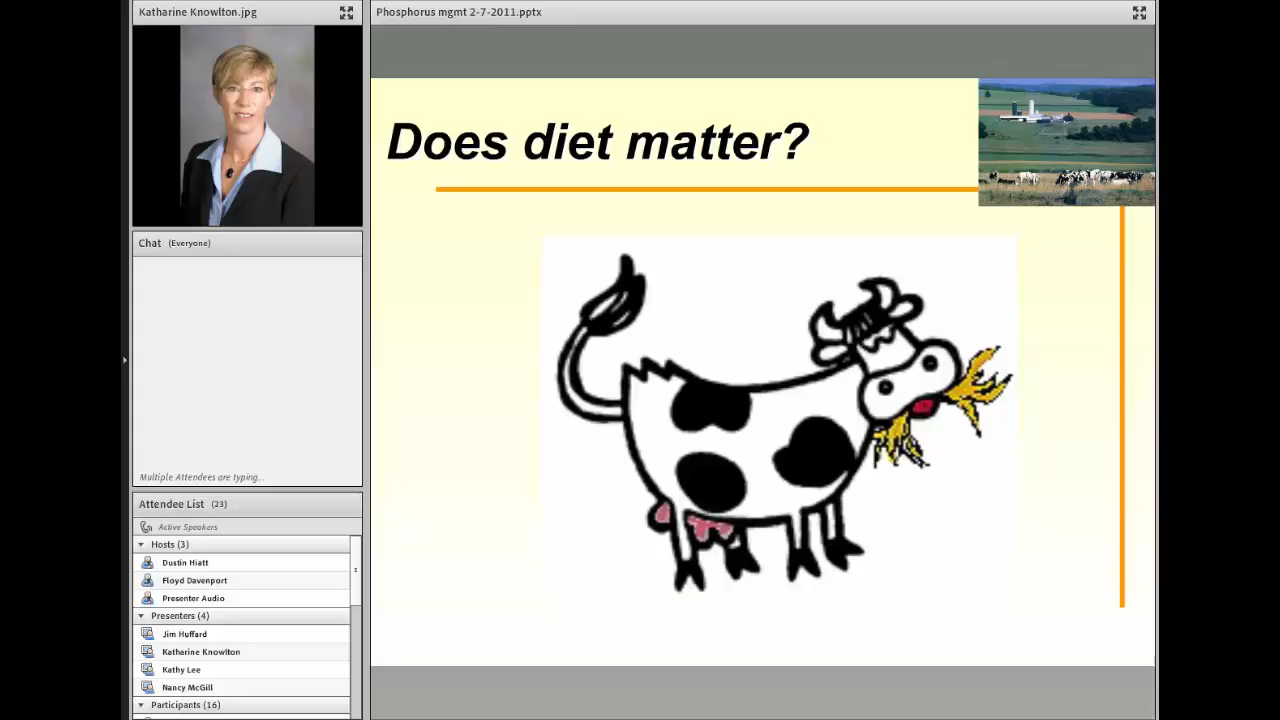 Katharine Knowlton.jpg
Phosphorus mgmt 2-7-2011.pptx
Does diet matter?
Chat (Everyone)
Multiple Attendees are typing...
Attendee List (23)
Active Speakers
Hosts (3)
Dustin Hiatt
Floyd Davenport
Presenter Audio
Presenters (4)
Jim Huffard
Katharine Knowlton
Kathy Lee
Nancy McGill
Participants (16)